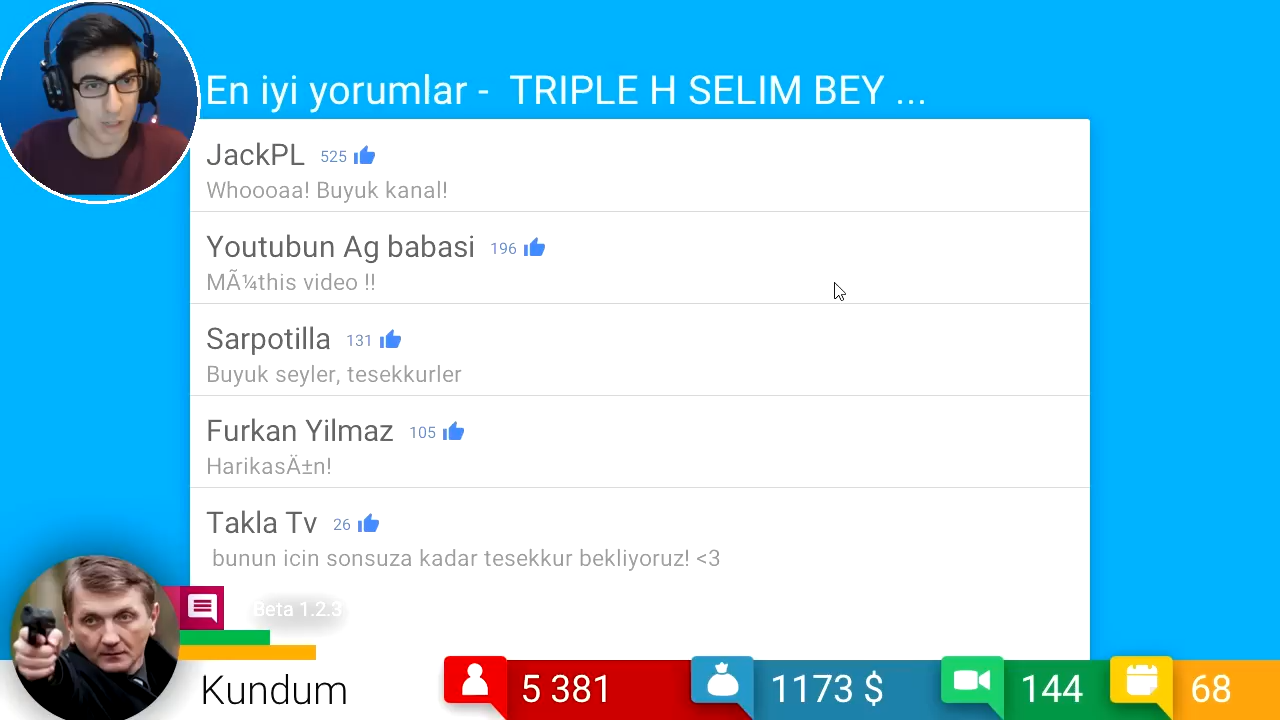 En iyi yorumlar - TRIPLE H SELIM BEY ...
JackPL 525
Whoooaa! Buyuk kanal!
Youtubun Ag babasi 196
MÃ¼this video !!
Sarpotilla 131
Buyuk seyler, tesekkurler
Furkan Yilmaz 105
HarikasÄ±n!
Takla Tv 26
bunun icin sonsuza kadar tesekkur bekliyoruz! <3
Beta 1.2.3
Kundum 5 381 1173 $ 144 68